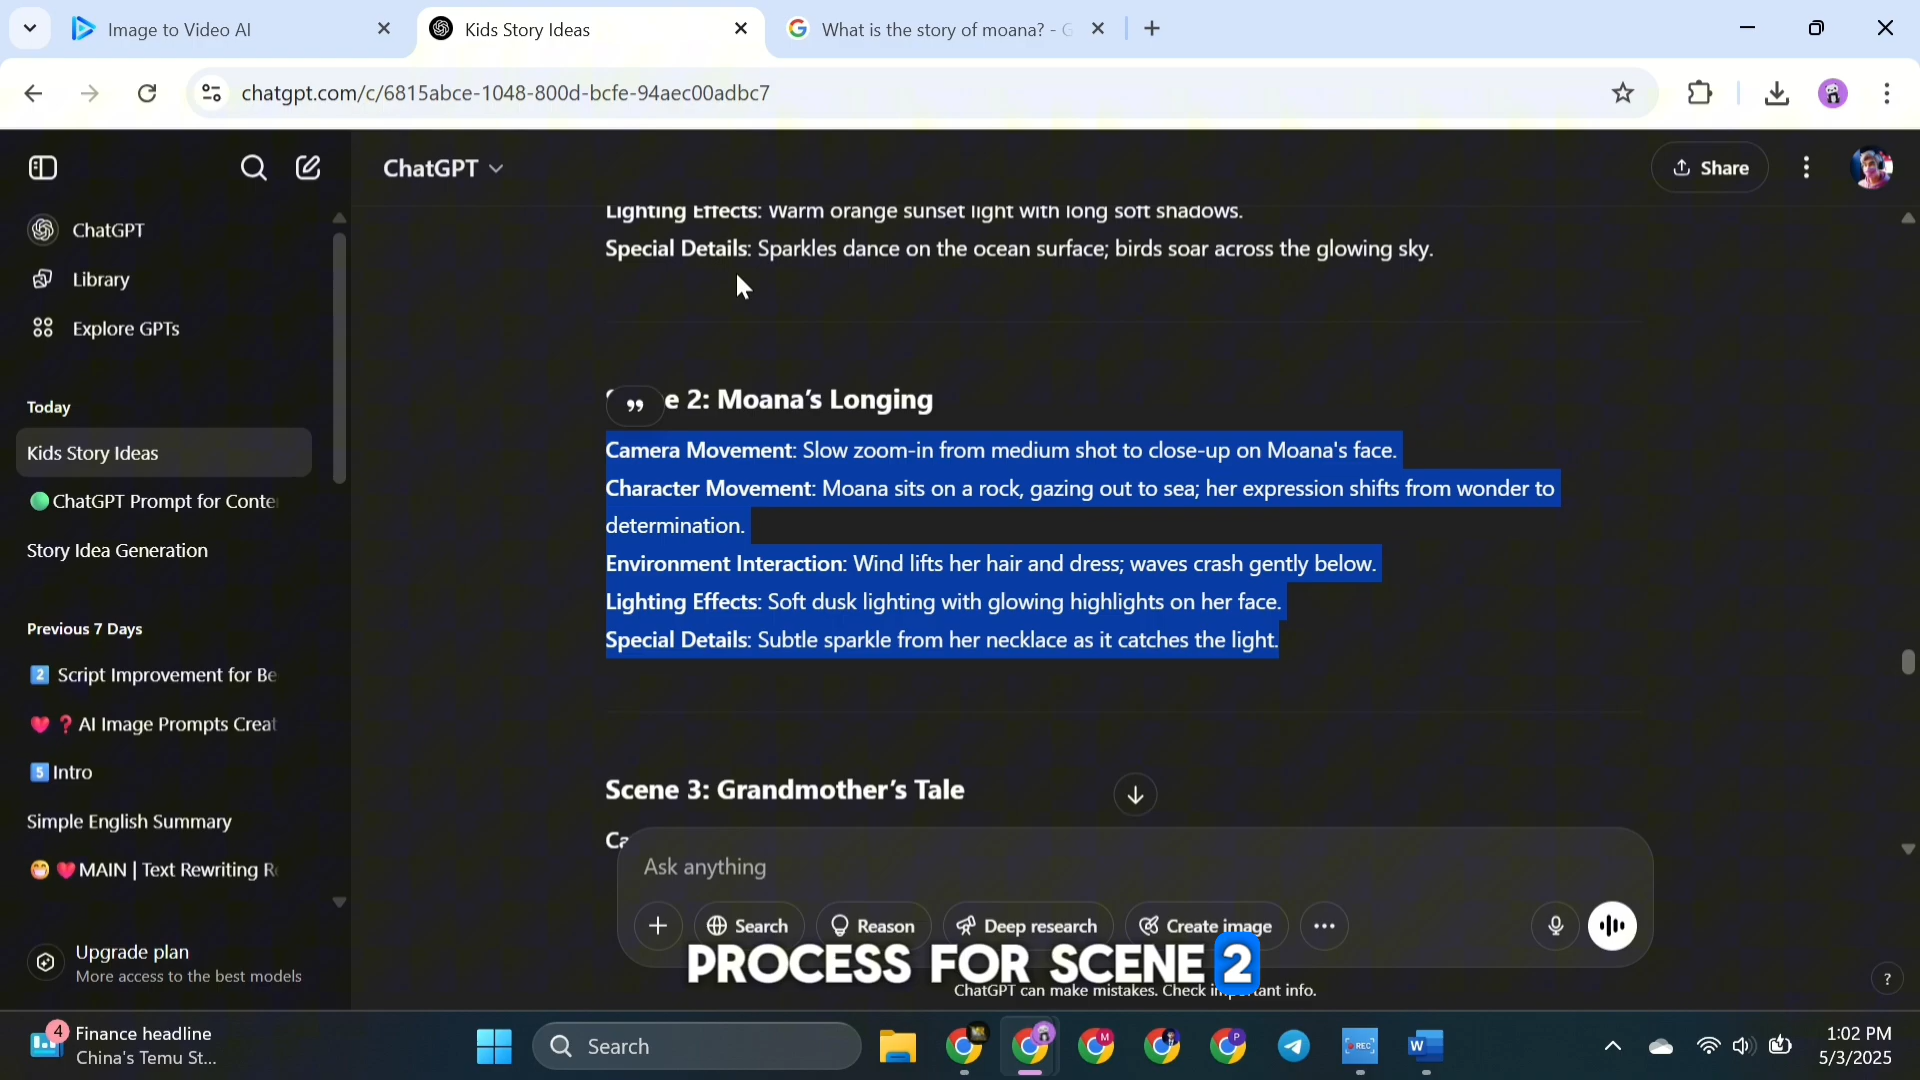 Image to Video AI
Kids Story Ideas
What is the story of moana? - G
chatgpt.com/c/6815abce-1048-800d-bcfe-94aec00adbc7
ChatGPT
Share
ChatGPT
Library
Explore GPTs
Today
Kids Story Ideas
ChatGPT Prompt for Conte
Story Idea Generation
Previous 7 Days
2 Script Improvement for Be
AI Image Prompts Creat
5 Intro
Simple English Summary
MAIN | Text Rewriting R
Upgrade plan
More access to the best models
Lighting Effects: Warm orange sunset light with long soft shadows.
Special Details: Sparkles dance on the ocean surface; birds soar across the glowing sky.
e 2: Moana's Longing
Camera Movement: Slow zoom-in from medium shot to close-up on Moana's face.
Character Movement: Moana sits on a rock, gazing out to sea; her expression shifts from wonder to
determination.
Environment Interaction: Wind lifts her hair and dress; waves crash gently below.
Lighting Effects: Soft dusk lighting with glowing highlights on her face.
Special Details: Subtle sparkle from her necklace as it catches the light.
Scene 3: Grandmother's Tale
Ca
Ask anything
Search
Reason
Deep research
Create image
PROCESS FOR SCENE 2
ChatGPT can make mistakes. Check important info.
?
4
Finance headline
China's Temu St...
Search
M
P
REC
W
1:02 PM
5/3/2025